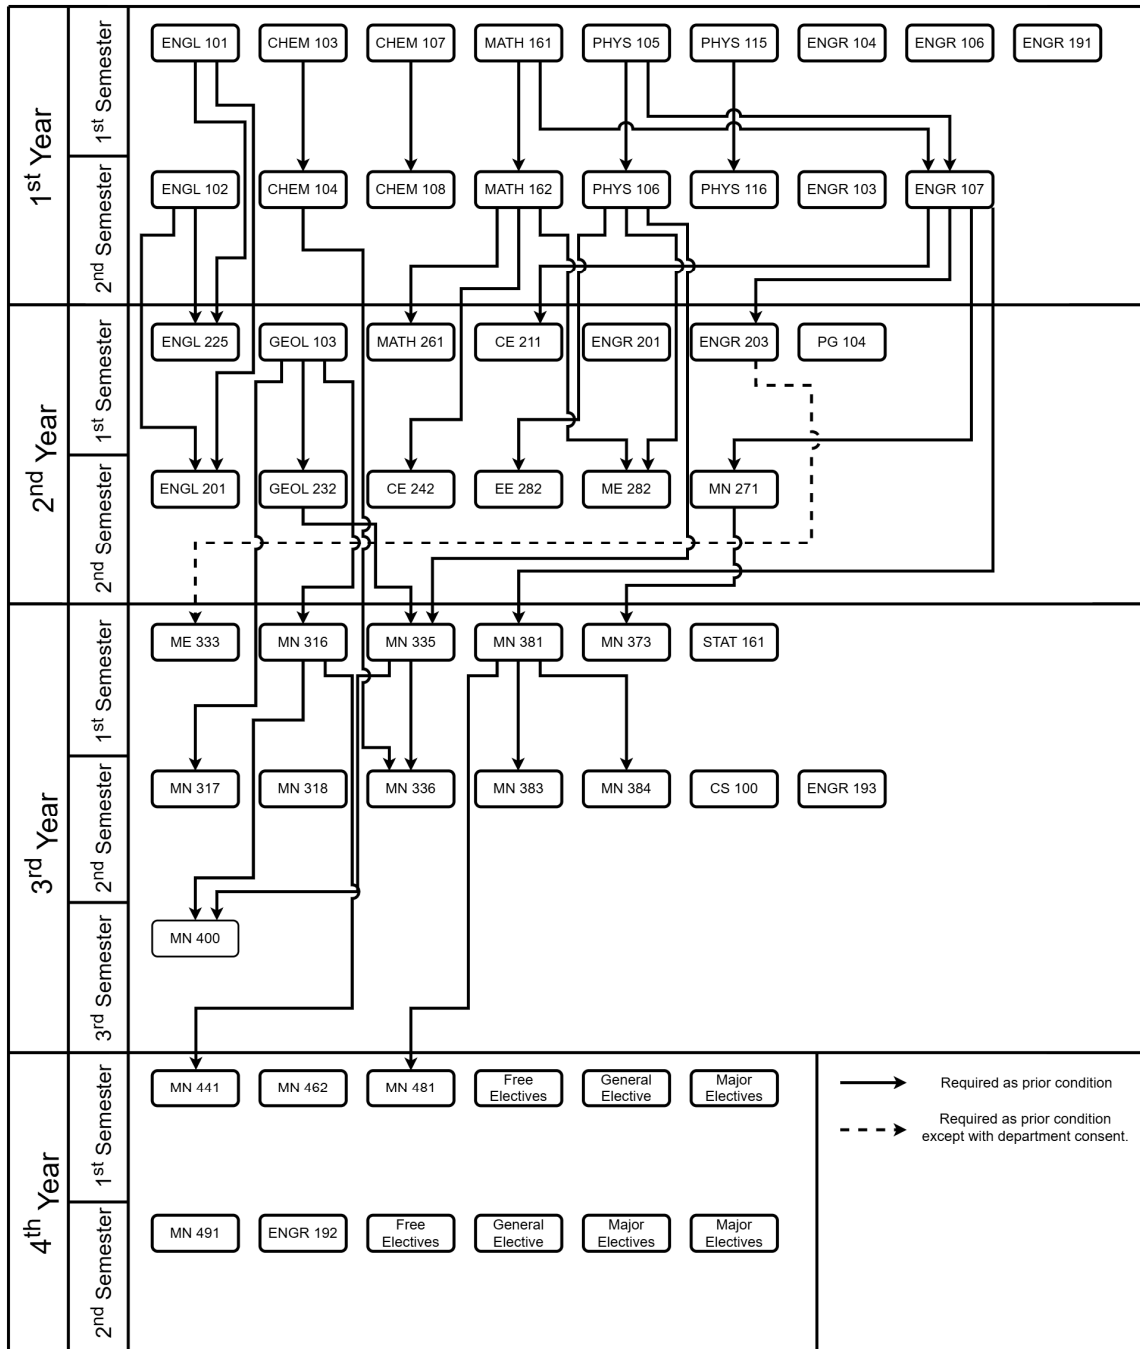 1st Year
1st Semester
ENGL 101
CHEM 103
CHEM 107
MATH 161
PHYS 105
PHYS 115
ENGR 104
ENGR 106
ENGR 191
2nd Semester
ENGL 102
CHEM 104
CHEM 108
MATH 162
PHYS 106
PHYS 116
ENGR 103
ENGR 107
2nd Year
1st Semester
ENGL 225
GEOL 103
MATH 261
CE 211
ENGR 201
ENGR 203
PG 104
2nd Semester
ENGL 201
GEOL 232
CE 242
EE 282
ME 282
MN 271
3rd Year
1st Semester
ME 333
MN 316
MN 335
MN 381
MN 373
STAT 161
2nd Semester
MN 317
MN 318
MN 336
MN 383
MN 384
CS 100
ENGR 193
3rd Semester
MN 400
4th Year
1st Semester
MN 441
MN 462
MN 481
Free
Electives
General
Elective
Major
Electives
2nd Semester
MN 491
ENGR 192
Free
Electives
General
Elective
Major
Electives
Major
Electives
Required as prior condition
Required as prior condition
except with department consent.